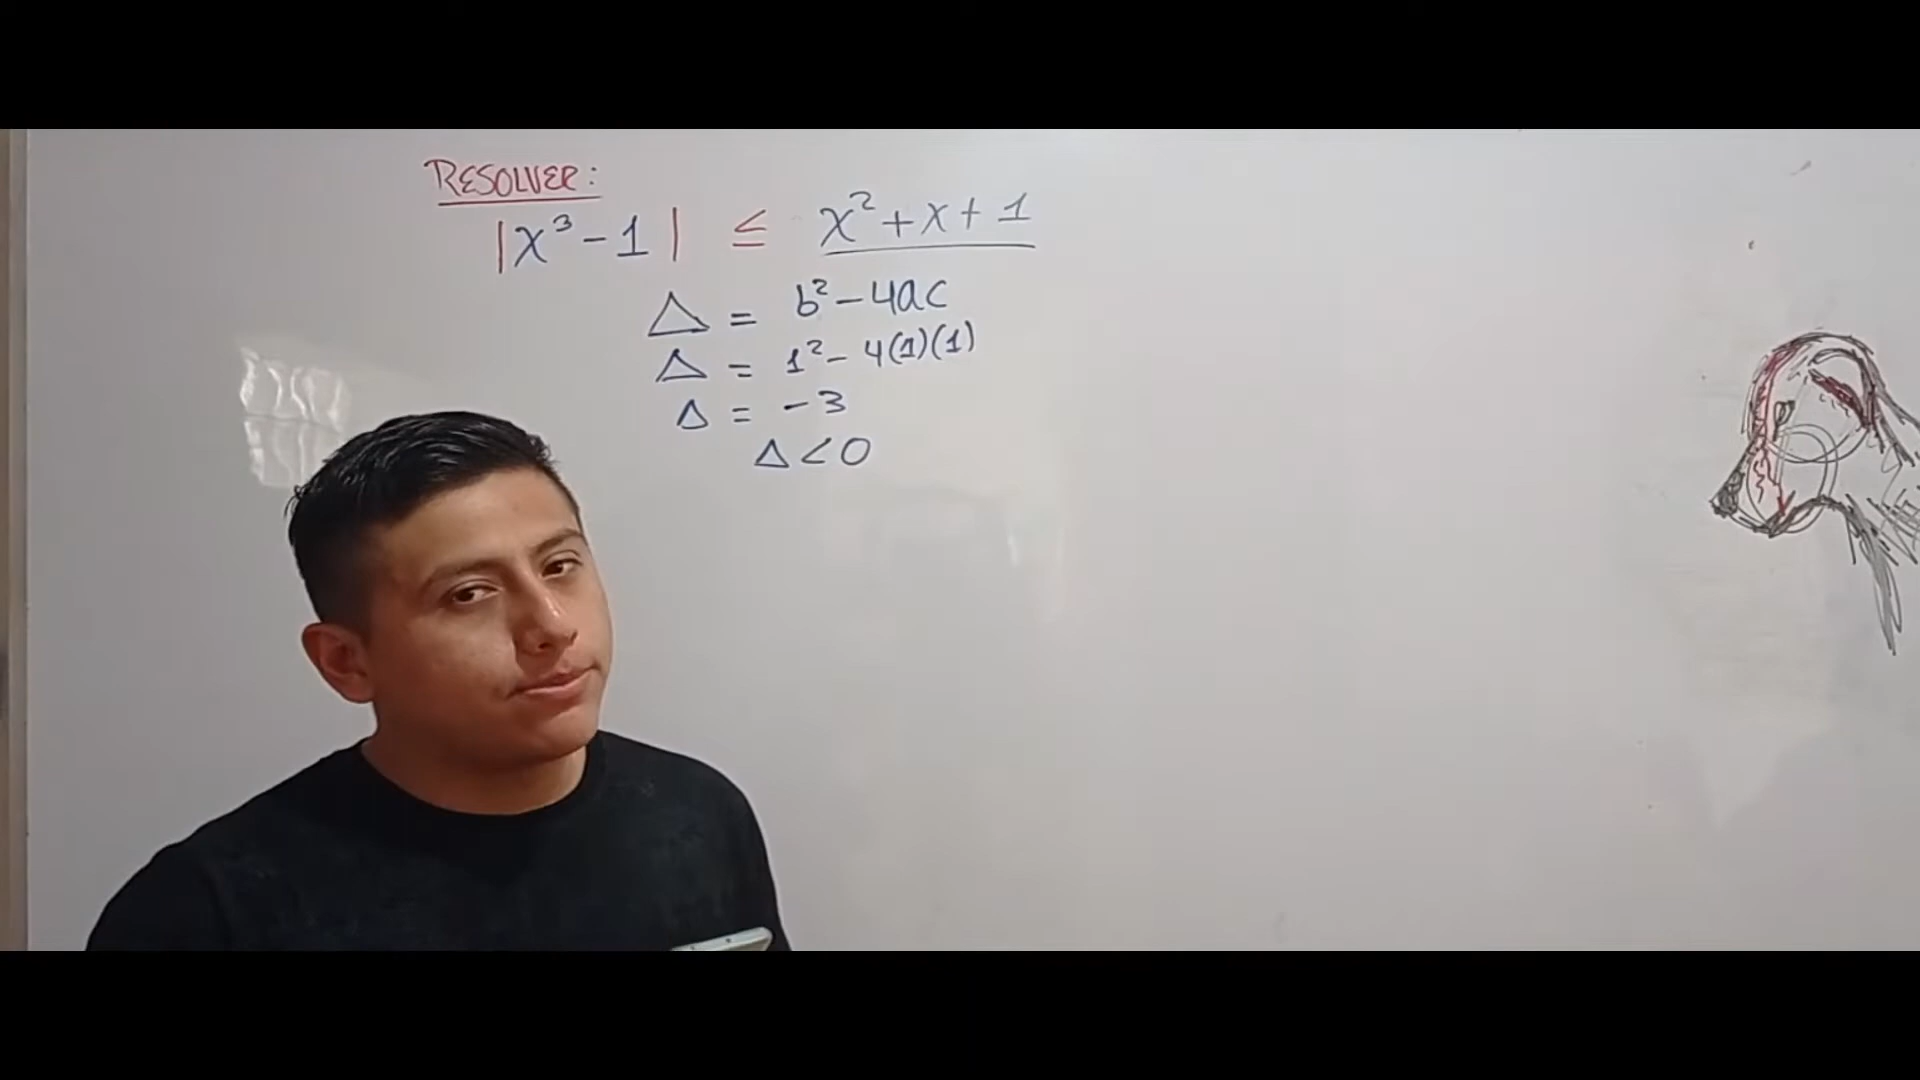 RESOLVER:
|x³ - 1| ≤ x² + x + 1
Δ = b² - 4ac
Δ = 1² - 4(1)(1)
Δ = -3
Δ < 0